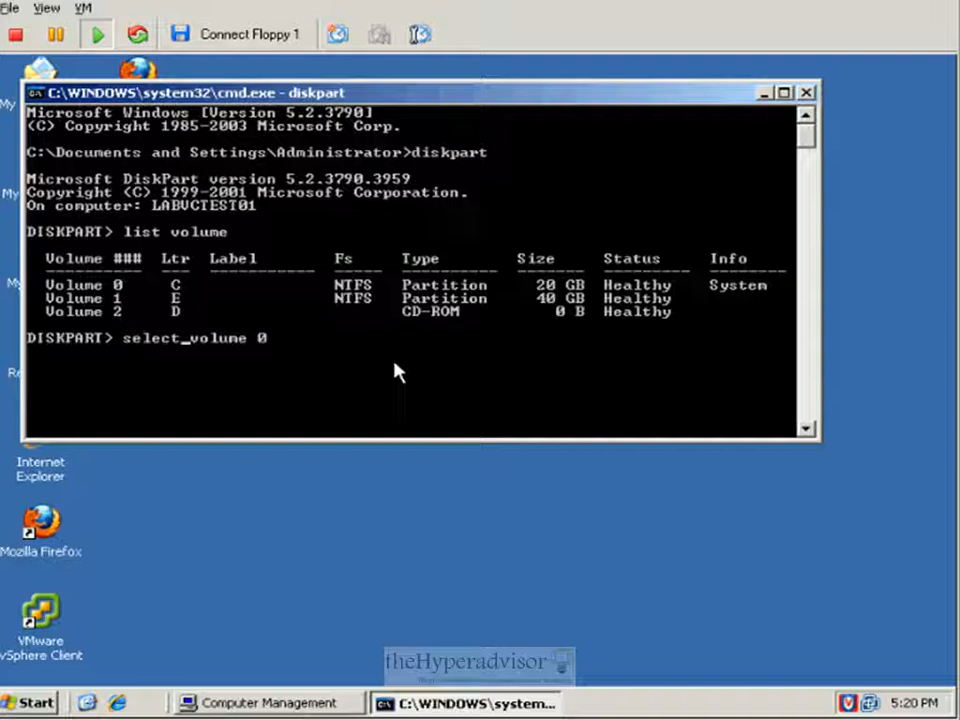 File View VM
Connect Floppy 1
C:\WINDOWS\system32\cmd.exe - diskpart
Microsoft Windows [Version 5.2.3790]
(C) Copyright 1985-2003 Microsoft Corp.
C:\Documents and Settings\Administrator>diskpart
Microsoft DiskPart version 5.2.3790.3959
Copyright (C) 1999-2001 Microsoft Corporation.
On computer: LABVCTEST01
DISKPART> list volume
Volume ### Ltr Label Fs Type Size Status Info
---------- --- ----------- ----- ---------- ------- --------- --------
Volume 0 C NTFS Partition 20 GB Healthy System
Volume 1 E NTFS Partition 40 GB Healthy
Volume 2 D CD-ROM 0 B Healthy
DISKPART> select volume 0
My
My
My
Re
Internet
Explorer
Mozilla Firefox
VMware
vSphere Client
theHyperadvisor
Start
Computer Management
C:\WINDOWS\system...
5:20 PM